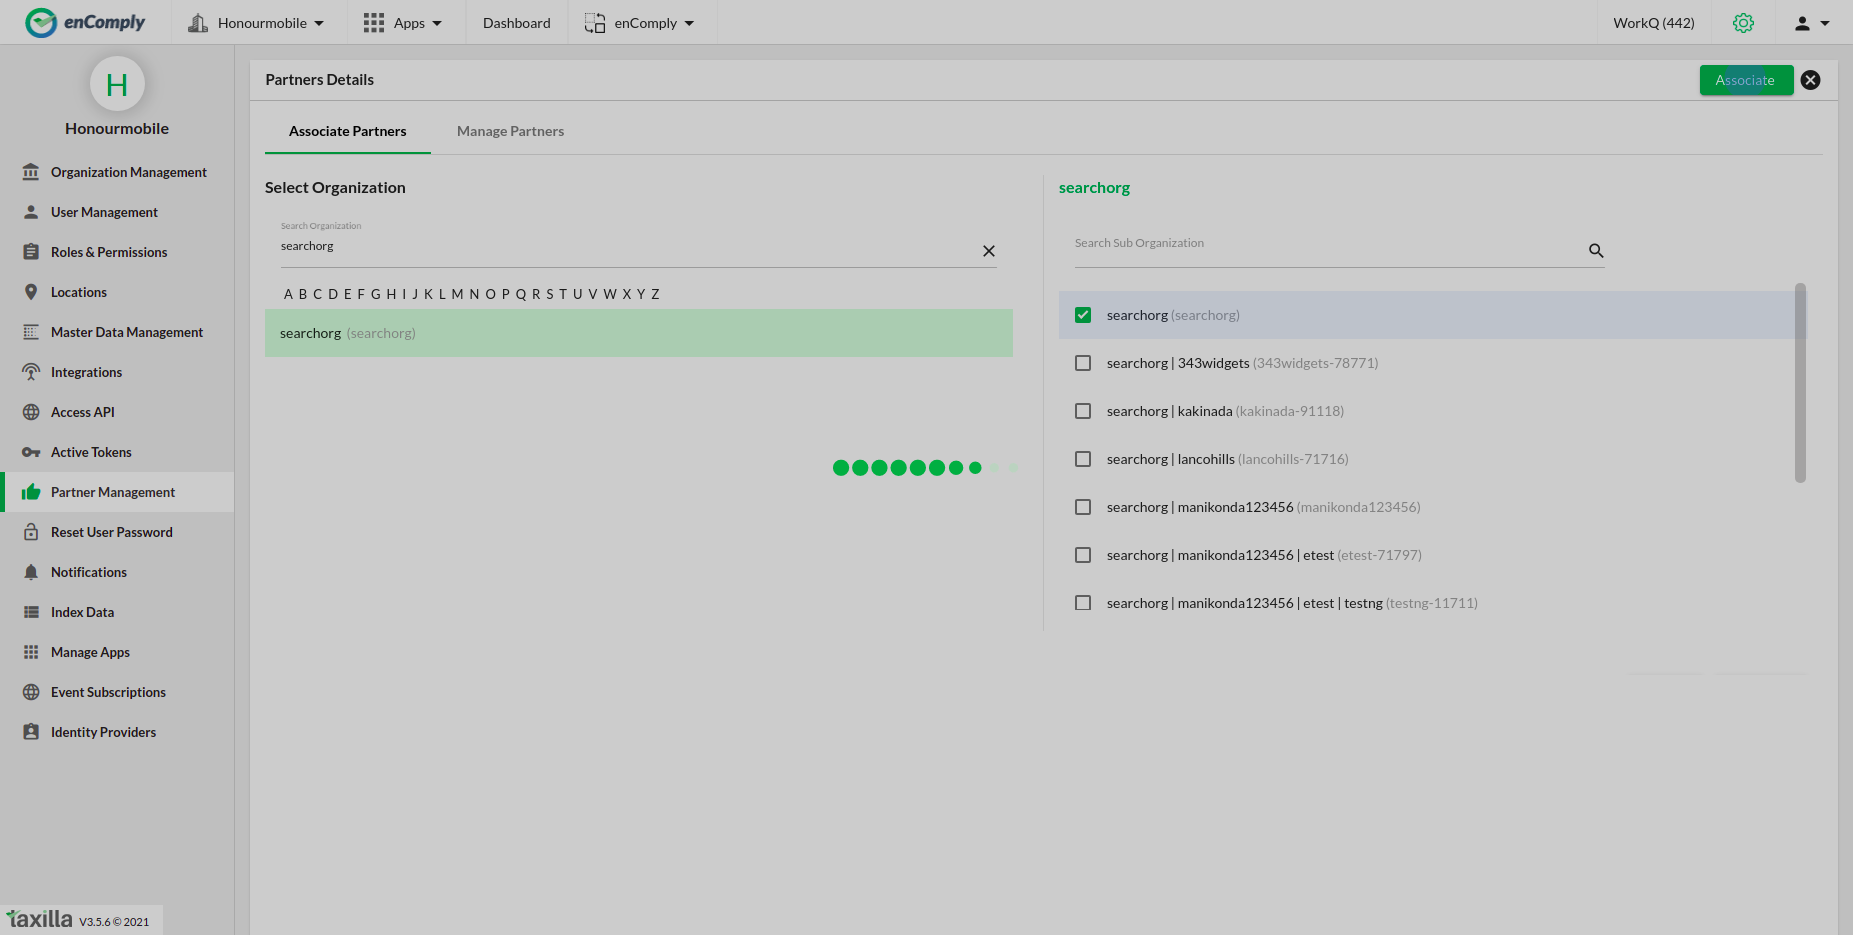 enComply
Honourmobile
Apps
Dashboard
enComply
WorkQ (442)
H
Honourmobile
Organization Management
User Management
Roles & Permissions
Locations
Master Data Management
Integrations
Access API
Active Tokens
Partner Management
Reset User Password
Notifications
Index Data
Manage Apps
Event Subscriptions
Identity Providers
taxilla V3.5.6 © 2021
Partners Details
Associate
Associate Partners
Manage Partners
Select Organization
Search Organization
searchorg
A B C D E F G H I J K L M N O P Q R S T U V W X Y Z
searchorg (searchorg)
searchorg
Search Sub Organization
searchorg (searchorg)
searchorg | 343widgets (343widgets-78771)
searchorg | kakinada (kakinada-91118)
searchorg | lancohills (lancohills-71716)
searchorg | manikonda123456 (manikonda123456)
searchorg | manikonda123456 | etest (etest-71797)
searchorg | manikonda123456 | etest | testng (testng-11711)